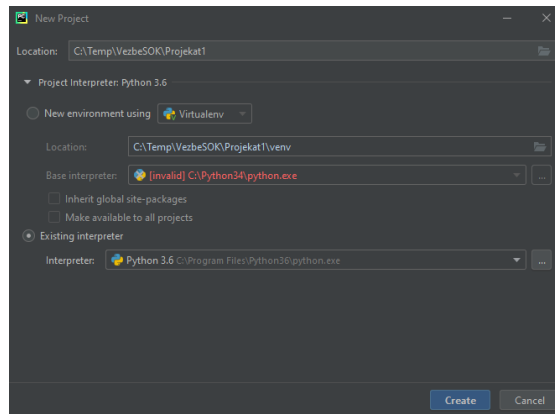 New Project
Location: C:\Temp\VezbeSOK\Projekat1
Project Interpreter: Python 3.6
New environment using Virtualenv
Location: C:\Temp\VezbeSOK\Projekat1\venv
Base interpreter: [invalid] C:\Python34\python.exe ...
Inherit global site-packages
Make available to all projects
Existing interpreter
Interpreter: Python 3.6 C:\Program Files\Python36\python.exe ...
Create Cancel